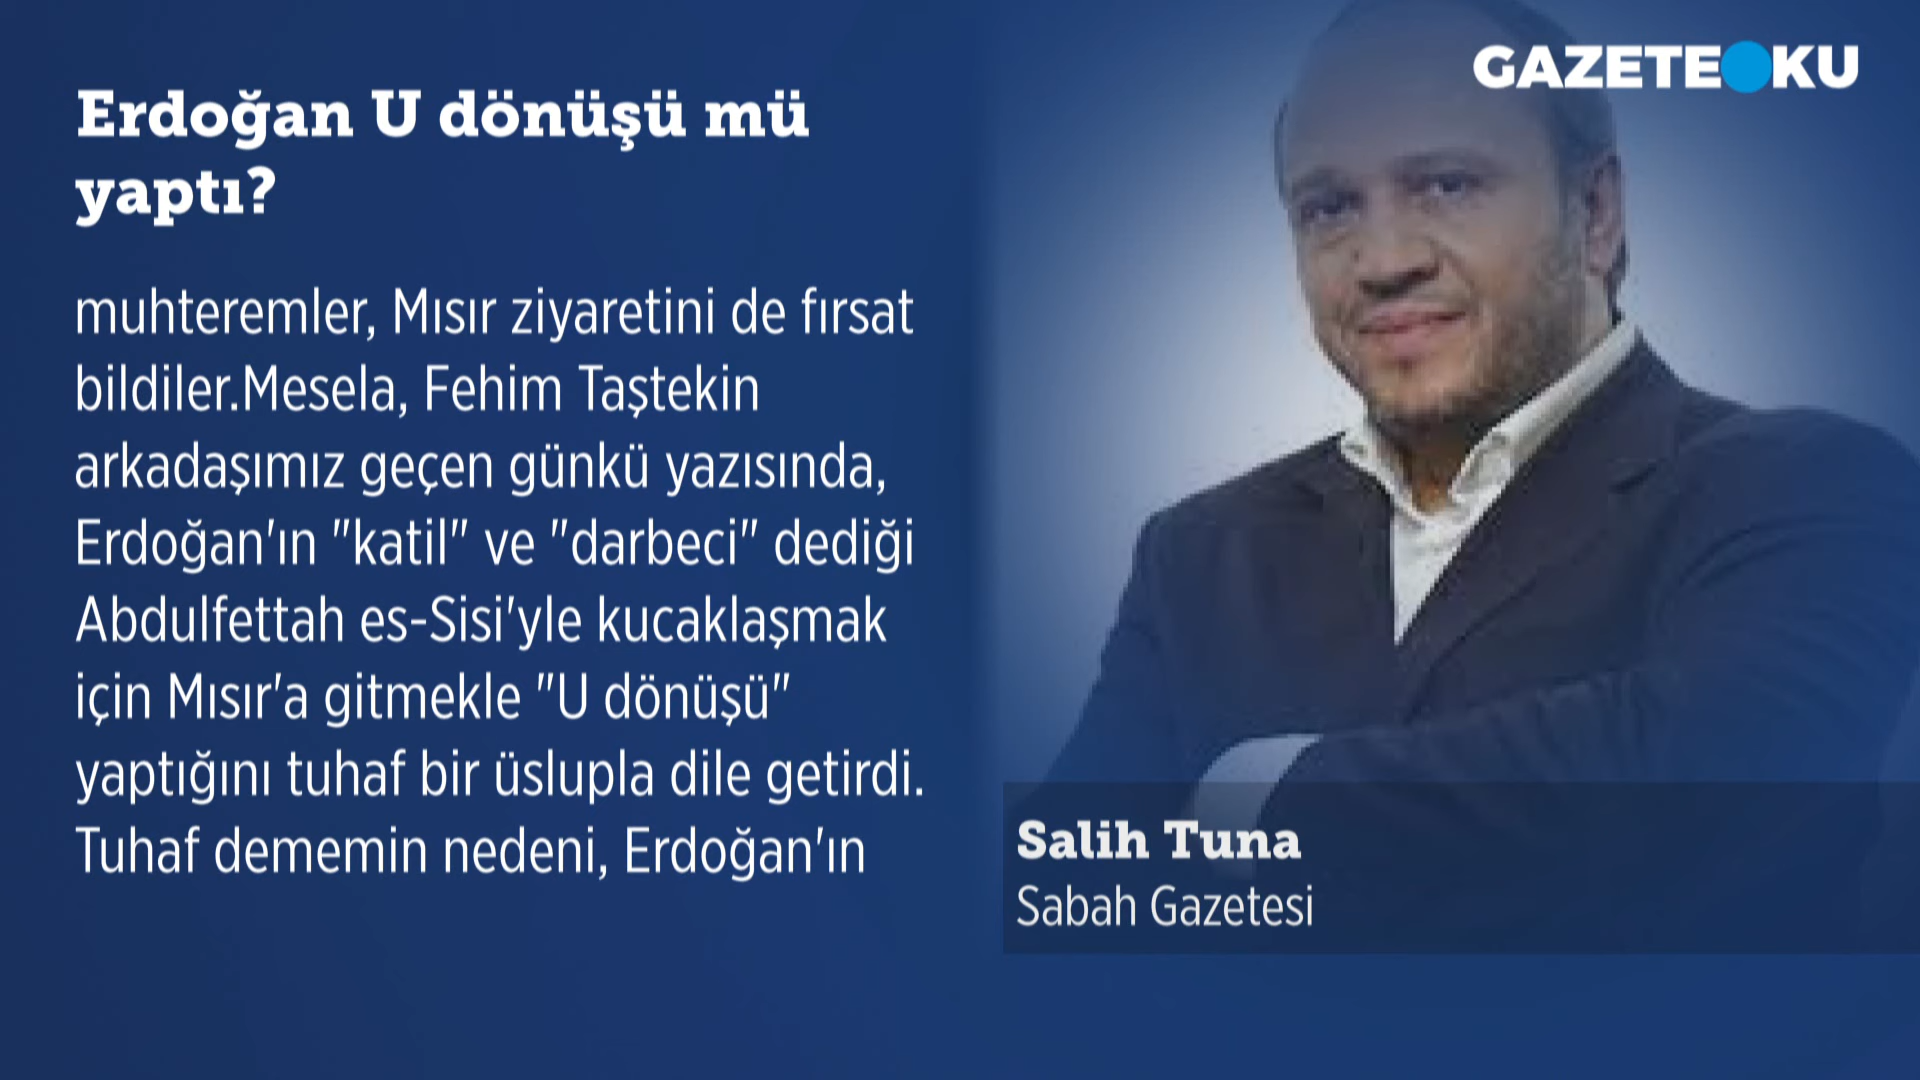 GAZETE KU
Erdoğan U dönüşü mü
yaptı?
muhteremler, Mısır ziyaretini de fırsat
bildiler.Mesela, Fehim Taştekin
arkadaşımız geçen günkü yazısında,
Erdoğan'ın "katil" ve "darbeci" dediği
Abdulfettah es-Sisi'yle kucaklaşmak
için Mısır'a gitmekle "U dönüşü"
yaptığını tuhaf bir üslupla dile getirdi.
Tuhaf dememin nedeni, Erdoğan'ın
Salih Tuna
Sabah Gazetesi